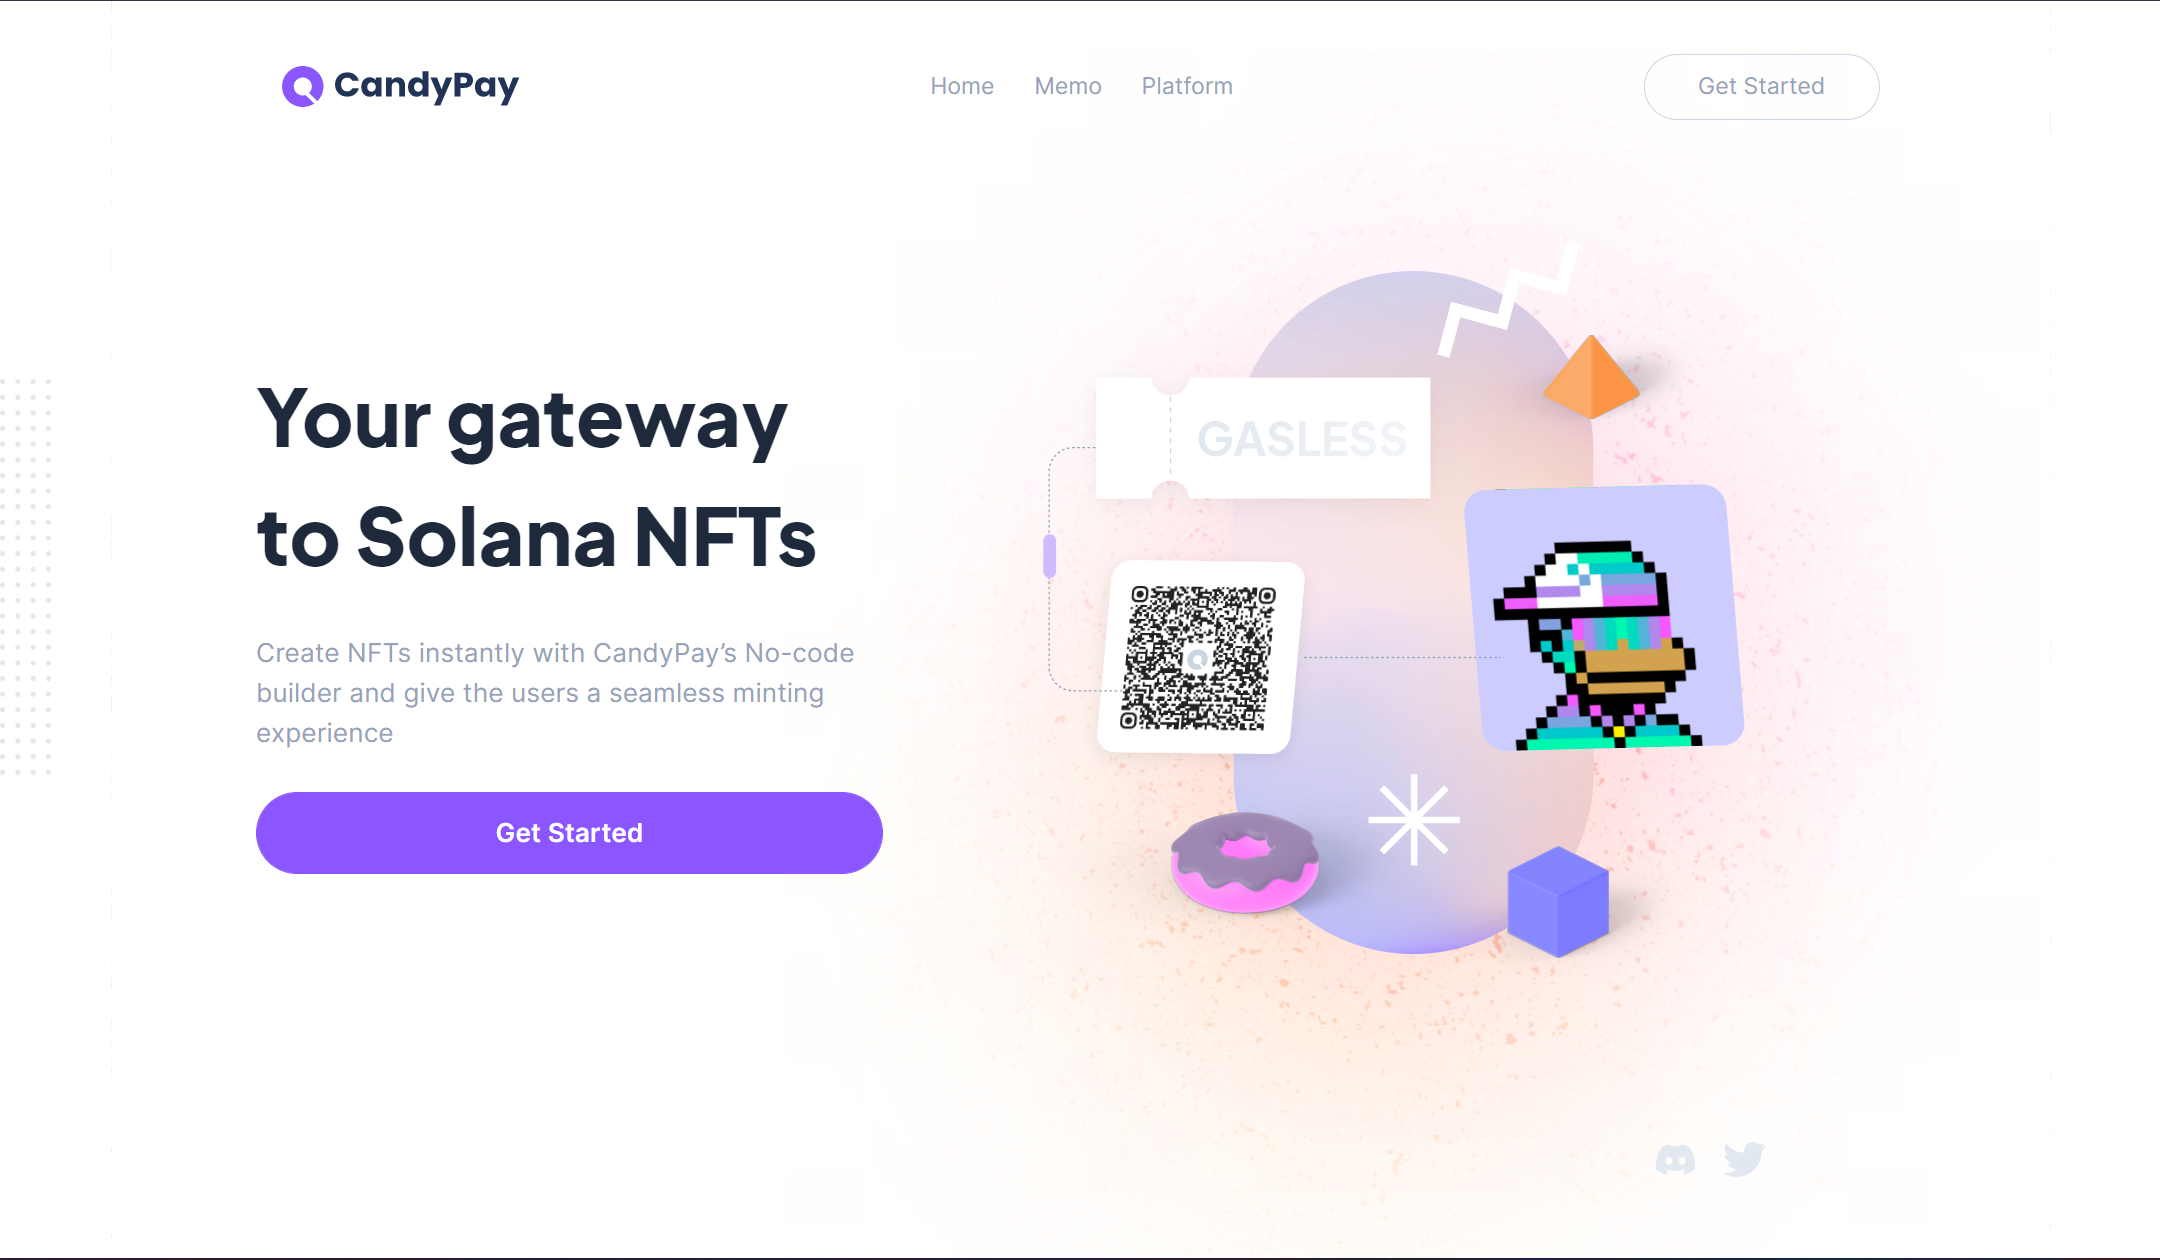 CandyPay
Home
Memo
Platform
Get Started
Your gateway
to Solana NFTs
Create NFTs instantly with CandyPay’s No-code
builder and give the users a seamless minting
experience
Get Started
GASLESS